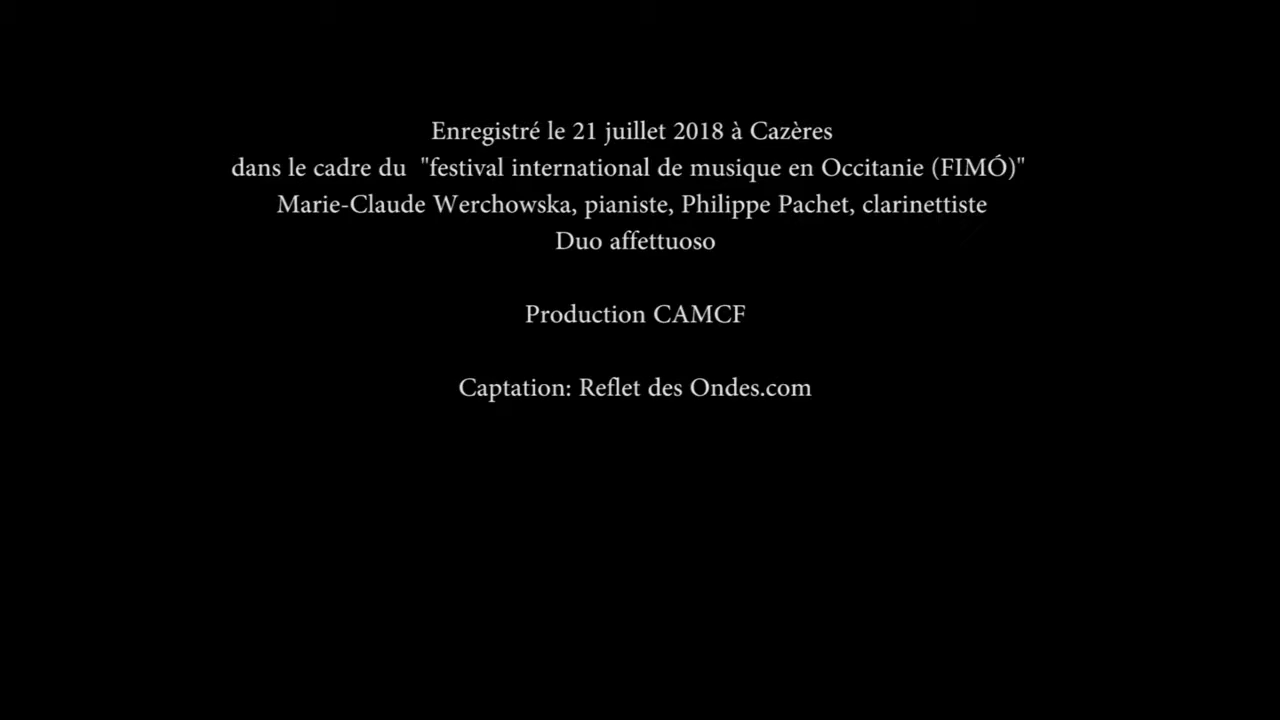 Enregistré le 21 juillet 2018 à Cazères
dans le cadre du  "festival international de musique en Occitanie (FIMÓ)"
Marie-Claude Werchowska, pianiste, Philippe Pachet, clarinettiste
Duo affettuoso
Production CAMCF
Captation: Reflet des Ondes.com